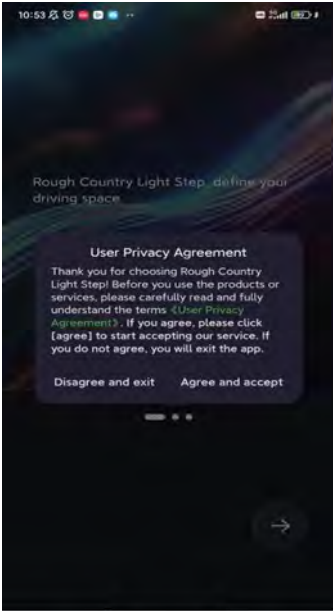 10:53
Rough Country Light Step, define your
driving space
User Privacy Agreement
Thank you for choosing Rough Country
Light Step! Before you use the products or
services, please carefully read and fully
understand the terms 《User Privacy
Agreement》. If you agree, please click
[agree] to start accepting our service. If
you do not agree, you will exit the app.
Disagree and exit Agree and accept